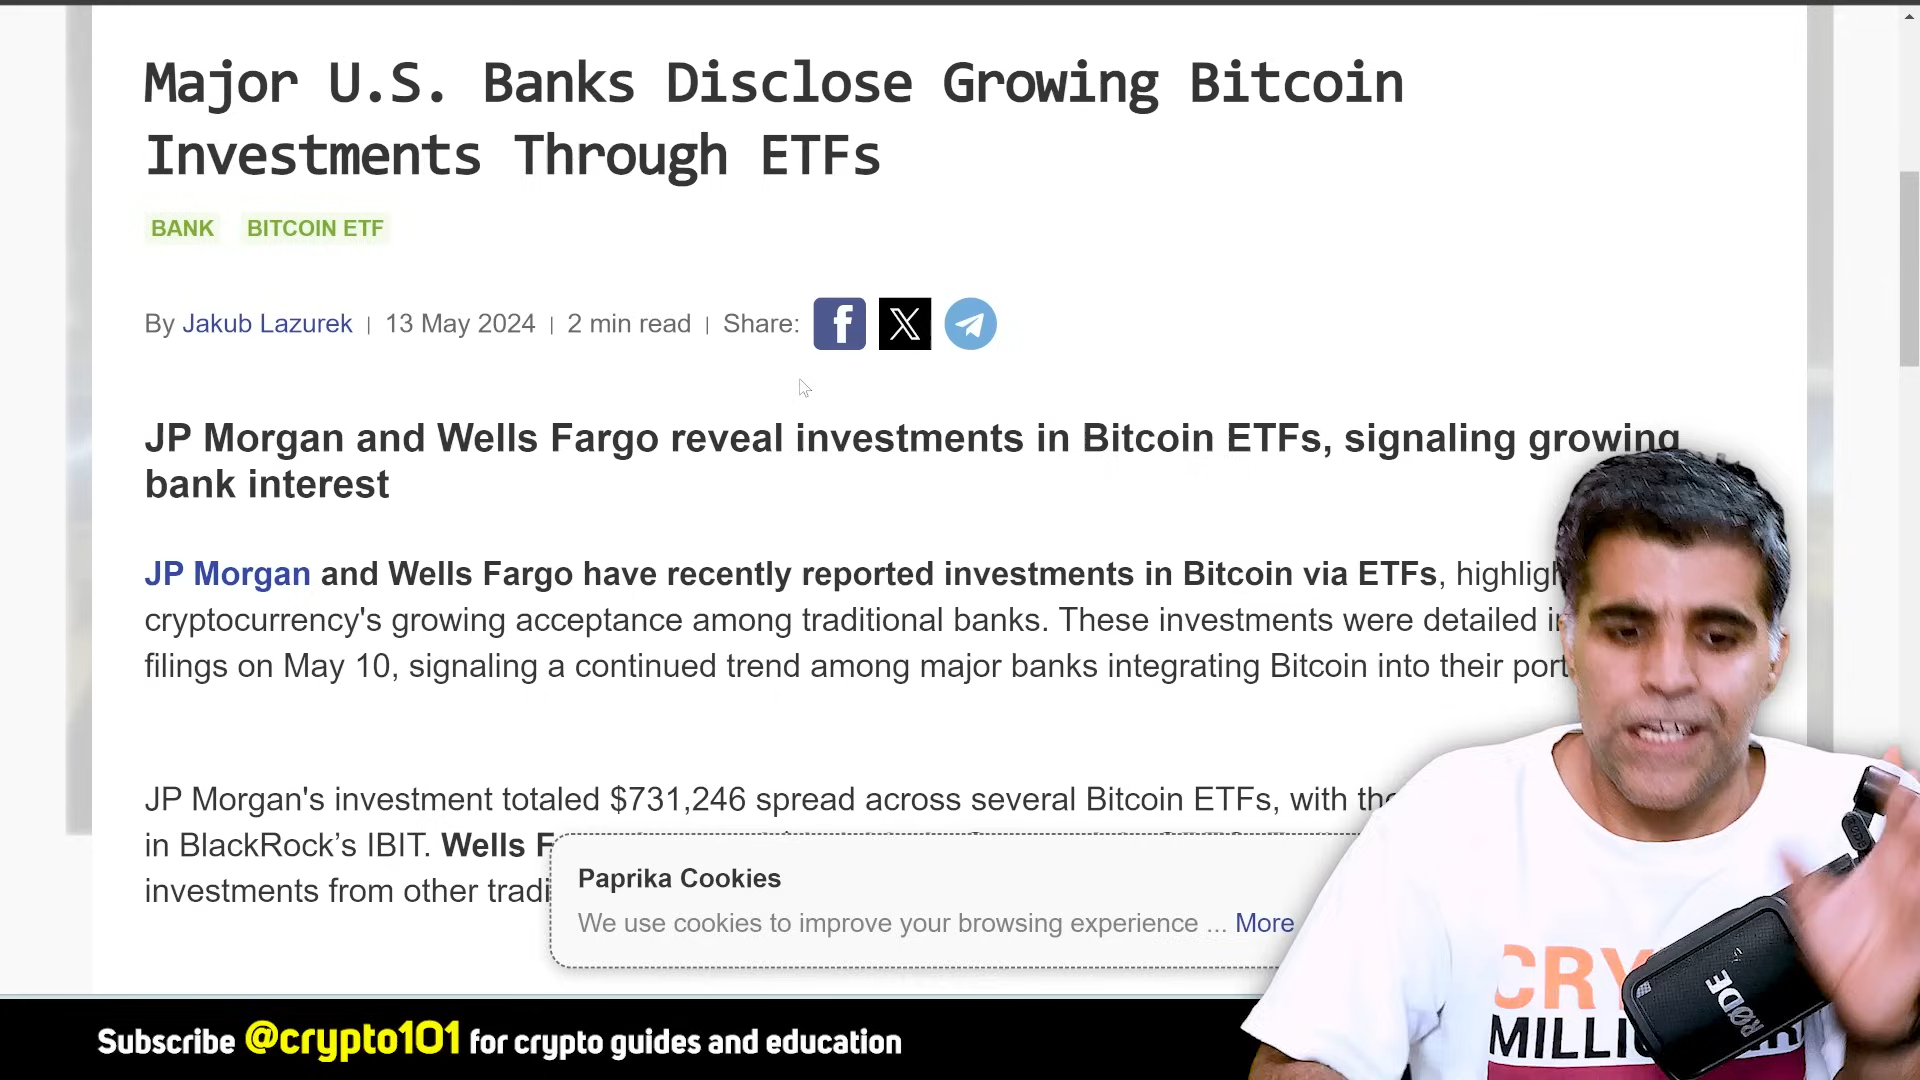 Major U.S. Banks Disclose Growing Bitcoin
Investments Through ETFs
BANK BITCOIN ETF
By Jakub Lazurek | 13 May 2024 | 2 min read | Share:
JP Morgan and Wells Fargo reveal investments in Bitcoin ETFs, signaling growing
bank interest
JP Morgan and Wells Fargo have recently reported investments in Bitcoin via ETFs,
cryptocurrency's growing acceptance among traditional banks. These investments were detailed
filings on May 10, signaling a continued trend among major banks integrating Bitcoin into their
JP Morgan's investment totaled $731,246 spread across several Bitcoin ETFs, with
in BlackRock’s IBIT. Wells
investments from other
Paprika Cookies
We use cookies to improve your browsing experience ... More
RØDE
Subscribe @crypto101 for crypto guides and education